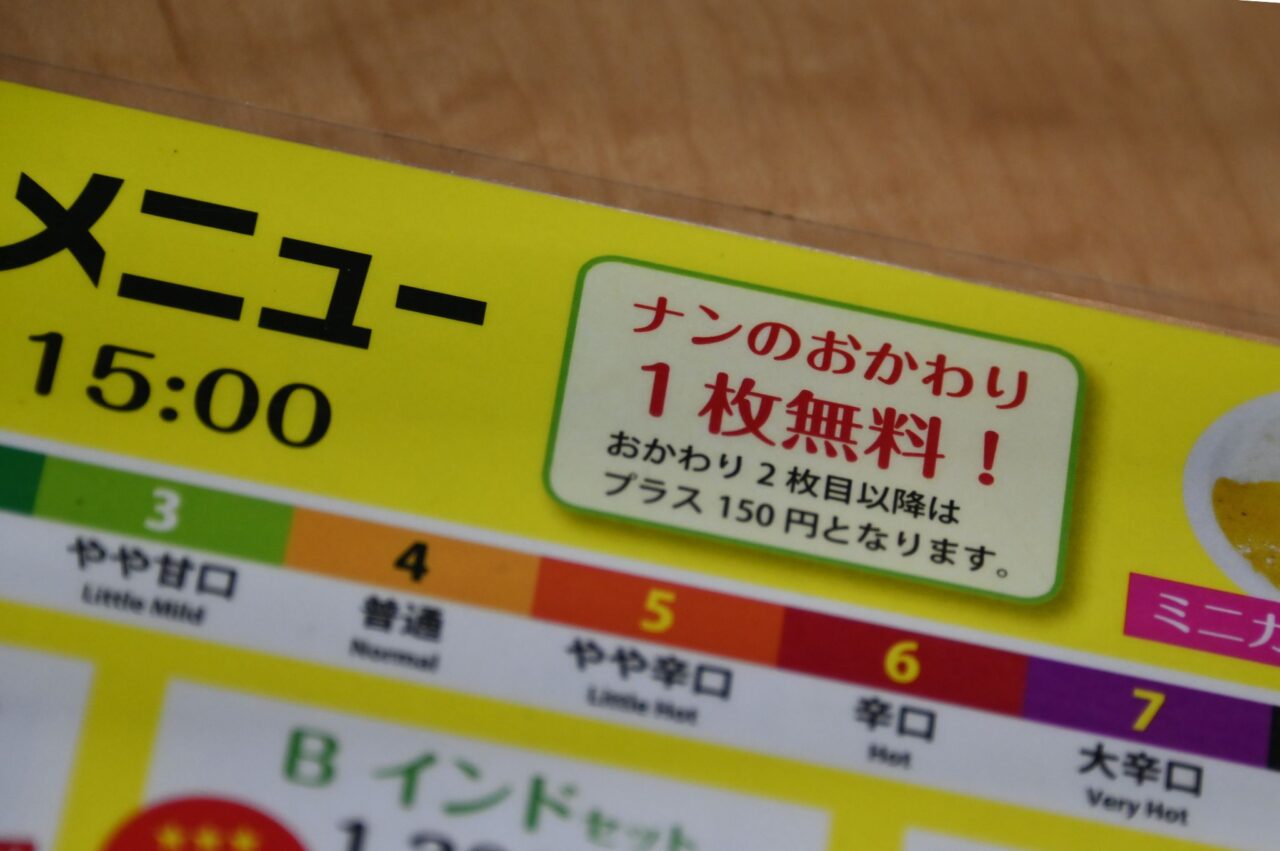 メニュー
15:00
ナンのおかわり
1枚無料!
おかわり2枚目以降は
プラス150円となります。
3
やや甘口
Little Mild
4
普通
Normal
5
やや辛口
Little Hot
6
辛口
Hot
7
大辛口
Very Hot
ミニ
B インドセット